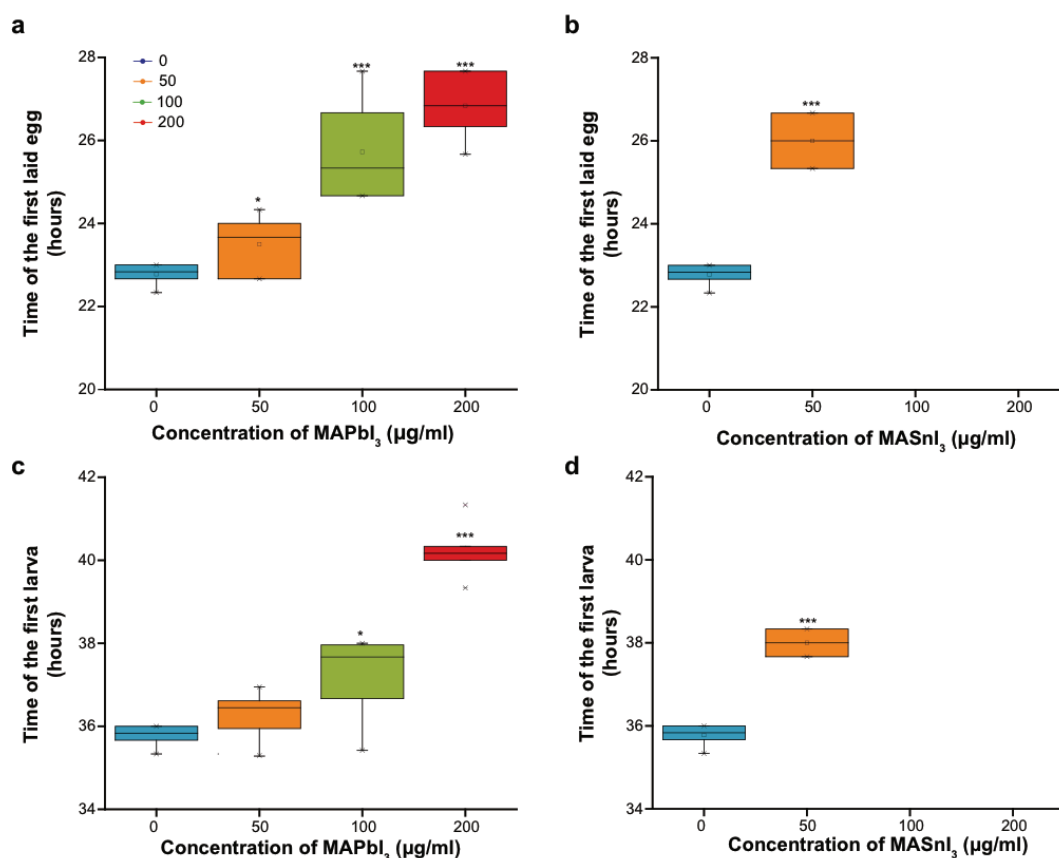 a
Time of the first laid egg
(hours)
28
26
24
22
20
0
50
100
200
*
***
***
0
50
100
200
Concentration of MAPbI₃ (µg/ml)
b
Time of the first laid egg
(hours)
28
26
24
22
20
***
0
50
100
200
Concentration of MASnI₃ (µg/ml)
c
Time of the first larva
(hours)
42
40
38
36
34
*
***
0
50
100
200
Concentration of MAPbI₃ (µg/ml)
d
Time of the first larva
(hours)
42
40
38
36
34
***
0
50
100
200
Concentration of MASnI₃ (µg/ml)